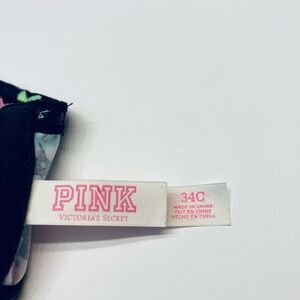 PINK
VICTORIA'S SECRET
34C
MADE IN CHINA
FAIT EN CHINE
HECHO EN CHINA